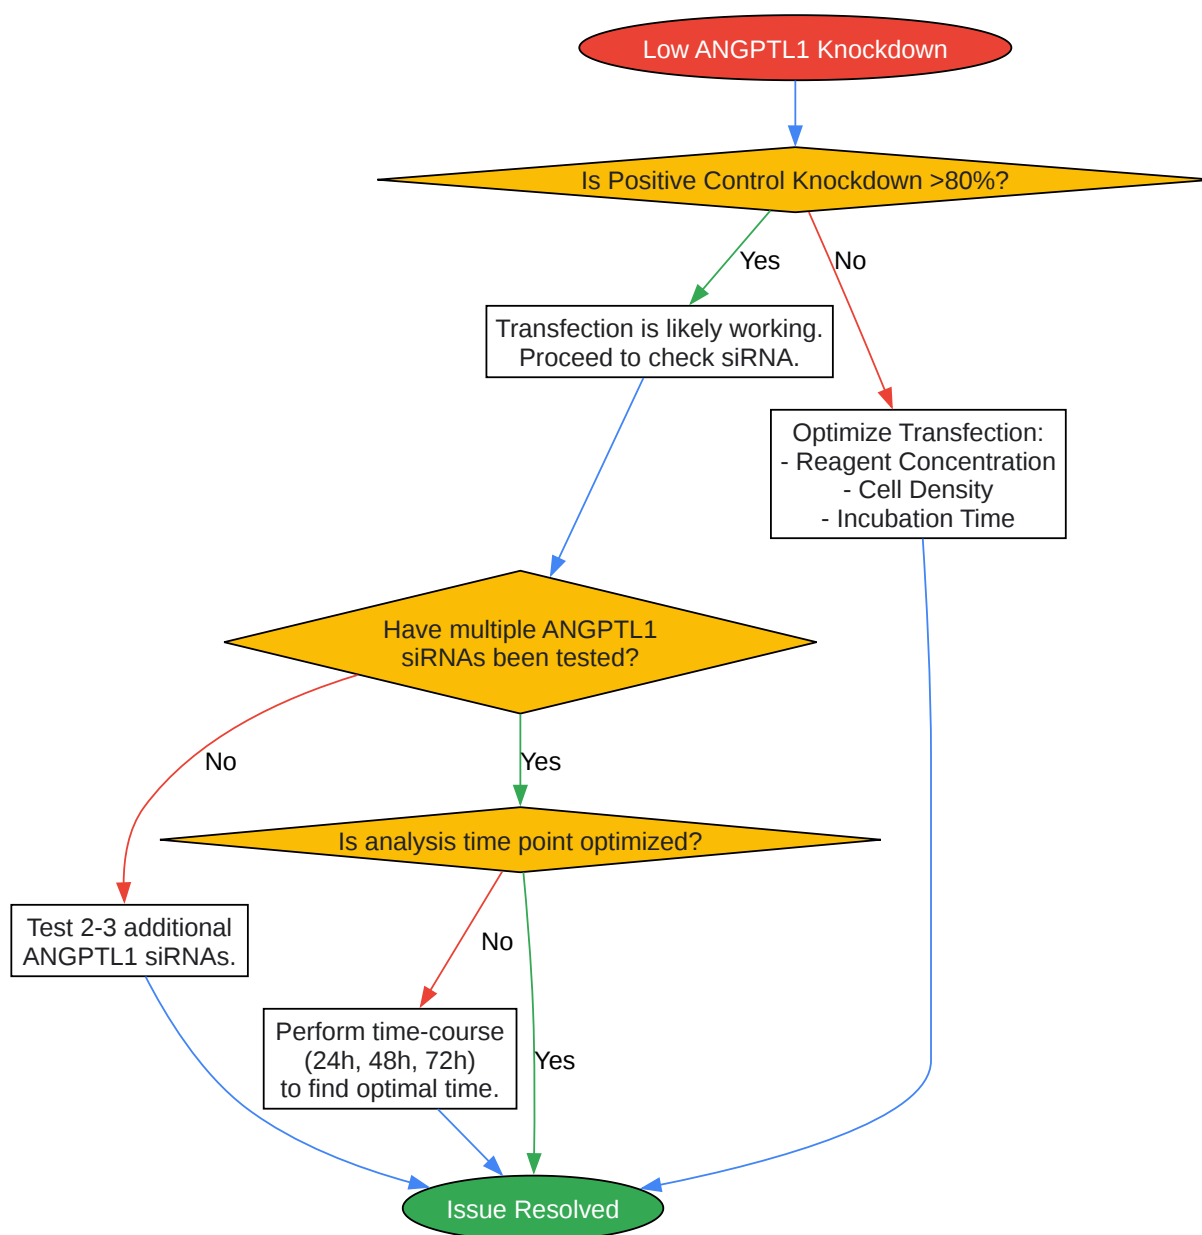 Low ANGPTL1 Knockdown
Is Positive Control Knockdown >80%?
Yes
No
Transfection is likely working.
Proceed to check siRNA.
Optimize Transfection:
- Reagent Concentration
- Cell Density
- Incubation Time
Have multiple ANGPTL1
siRNAs been tested?
No
Yes
Is analysis time point optimized?
Test 2-3 additional
ANGPTL1 siRNAs.
No
Perform time-course
(24h, 48h, 72h)
to find optimal time.
Yes
Issue Resolved